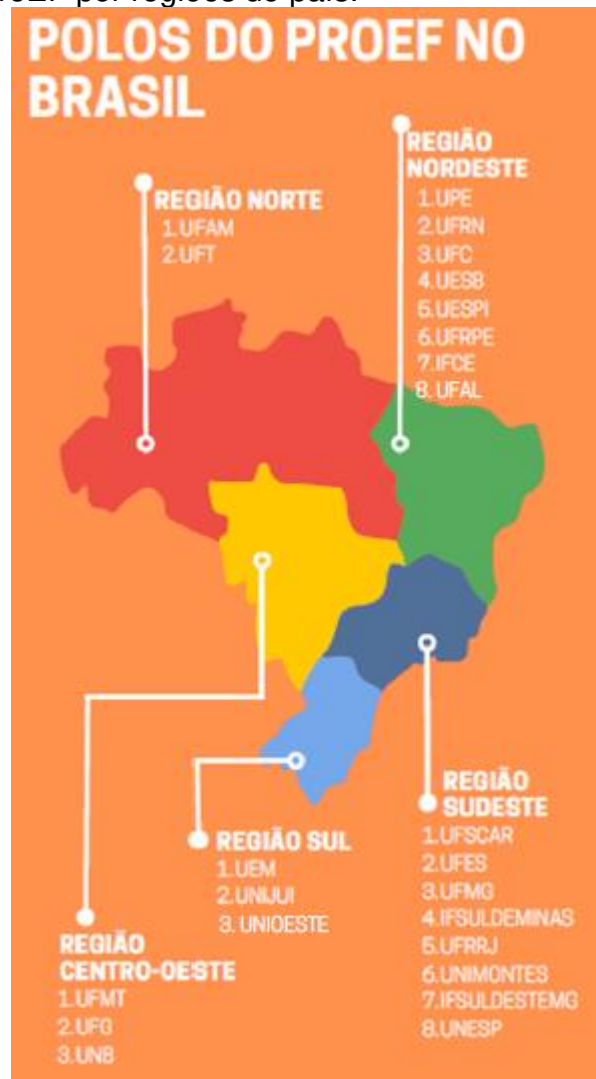 POLOS DO PROEF NO
BRASIL
REGIÃO
NORDESTE
1.UPE
2.UFRN
3.UFC
4.UESB
5.UESPI
6.UFRPE
7.IFCE
8. UFAL
REGIÃO NORTE
1.UFAM
2.UFT
REGIÃO SUL
1.UEM
2.UNIJUI
3. UNIOESTE
REGIÃO
SUDESTE
1.UFSCAR
2.UFES
3.UFMG
4.IFSULDEMINAS
5.UFRRJ
6.UNIMONTES
7.IFSULDESTEMG
8.UNESP
REGIÃO
CENTRO-OESTE
1.UFMT
2.UFG
3.UNB